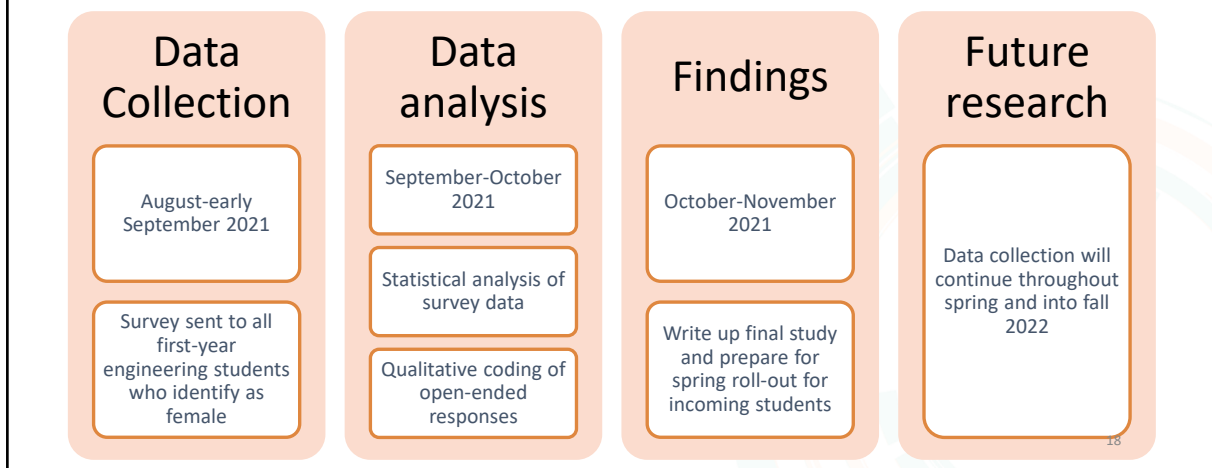 Data
Collection
August-early
September 2021
Survey sent to all
first-year
engineering students
who identify as
female
Data
analysis
September-October
2021
Statistical analysis of
survey data
Qualitative coding of
open-ended
responses
Findings
October-November
2021
Write up final study
and prepare for
spring roll-out for
incoming students
Future
research
Data collection will
continue throughout
spring and into fall
2022
18